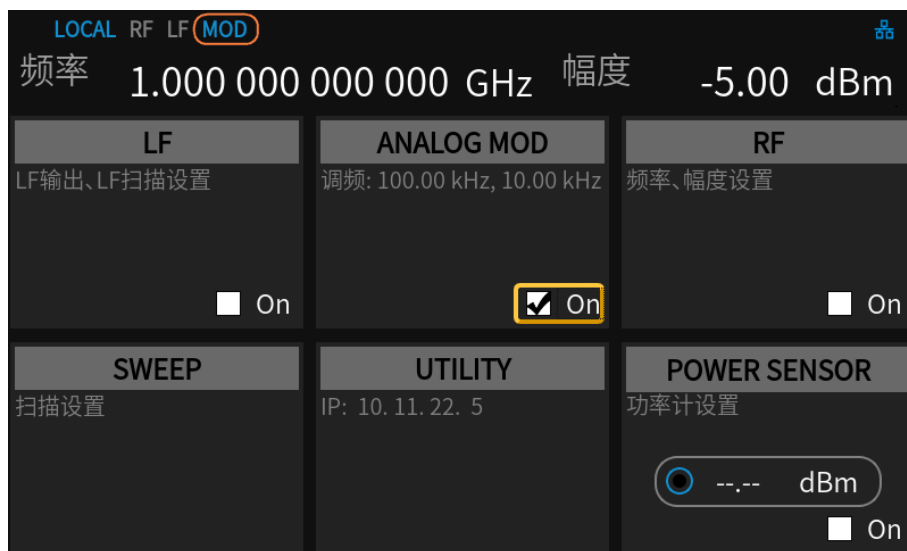 LOCAL RF LF MOD
频率 1.000 000 000 000 000 GHz 幅度 -5.00 dBm
LF ANALOG MOD RF
LF输出、LF扫描设置 调频: 100.00 kHz, 10.00 kHz 频率、幅度设置
On On On
SWEEP UTILITY POWER SENSOR
扫描设置 IP: 10. 11. 22. 5 功率计设置
--.-- dBm
On